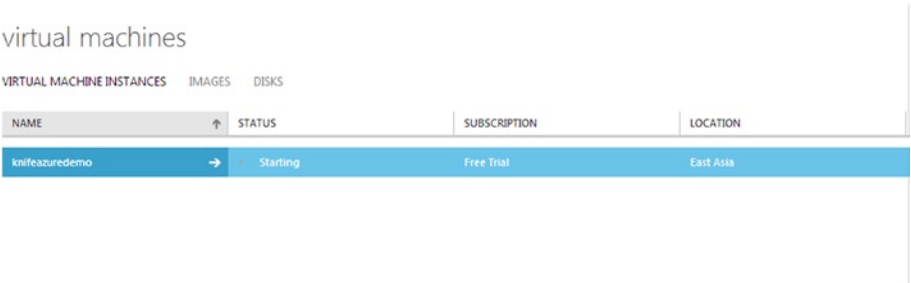 virtual machines
VIRTUAL MACHINE INSTANCES IMAGES DISKS
NAME ↑ STATUS SUBSCRIPTION LOCATION
knifeazuredemo → Starting Free Trial East Asia